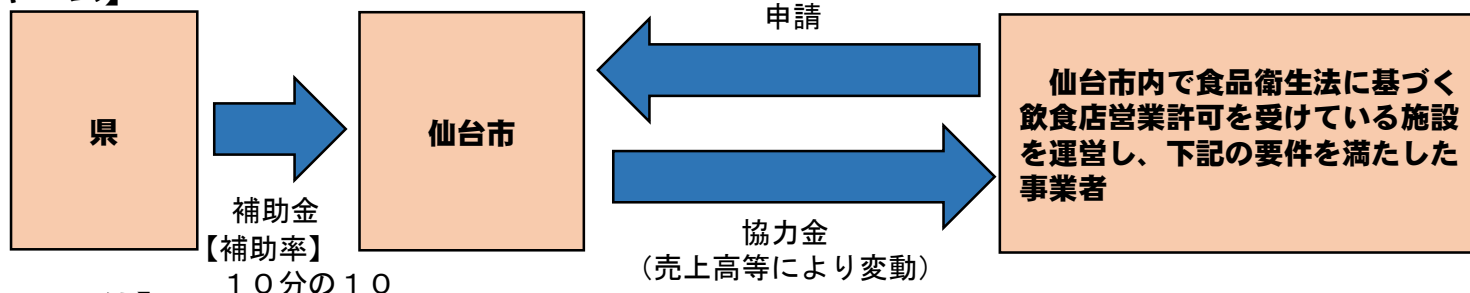 申請
県
仙台市
仙台市内で食品衛生法に基づく
飲食店営業許可を受けている施設
を運営し、下記の要件を満たした
事業者
補助金
【補助率】
１０分の１０
協力金
（売上高等により変動）